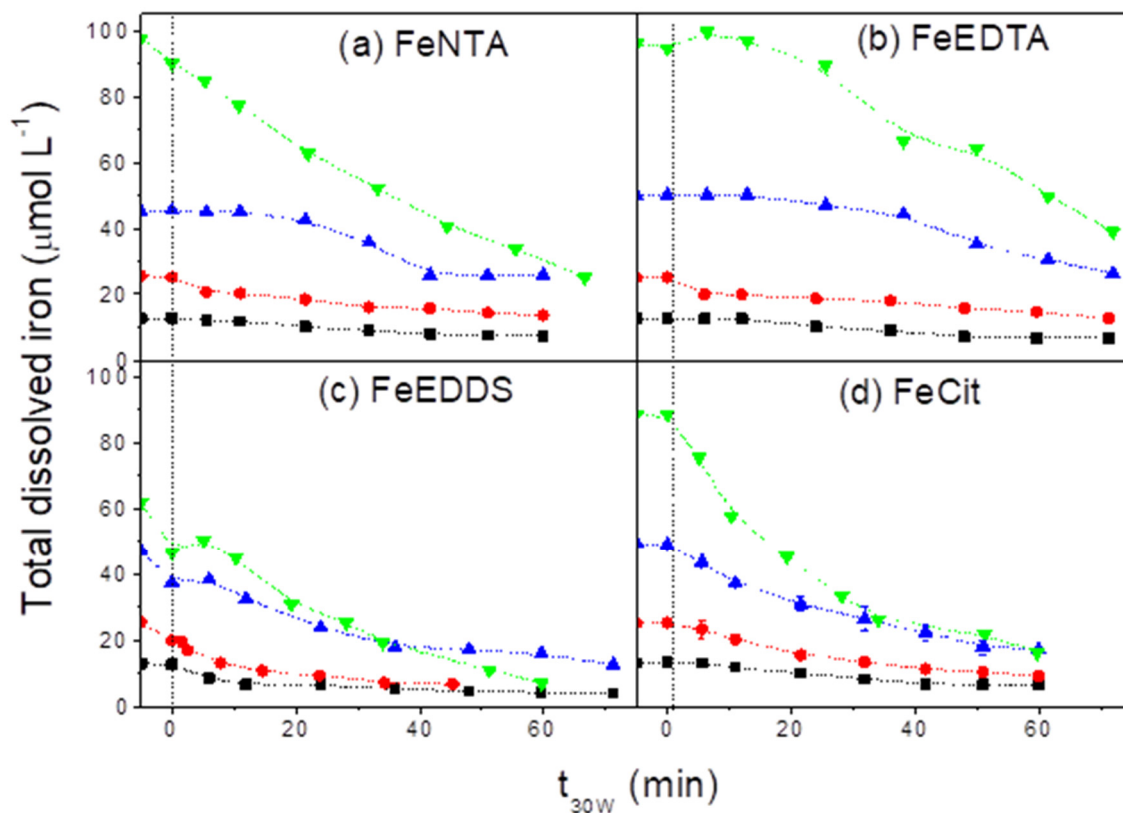 Total dissolved iron (μmol L⁻¹)
100
80
60
40
20
0
(a) FeNTA
(b) FeEDTA
100
80
60
40
20
0
(c) FeEDDS
(d) FeCit
0 20 40 60 0 20 40 60
t30W (min)